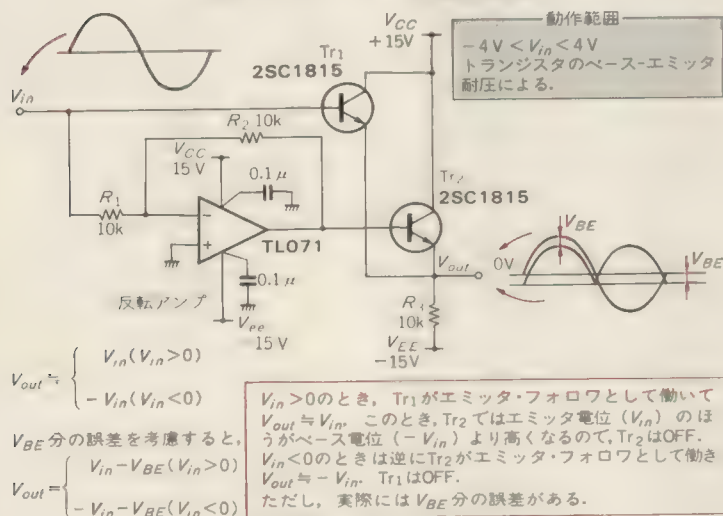 動作範囲
−4V＜Vin＜4V
トランジスタのベース-エミッタ
耐圧による.
VCC
+15V
Tr1
2SC1815
Vin
R2 10k
VCC
15V
0.1μ
R1
10k
−
+
TL071
0.1μ
反転アンプ
Vee
15V
Tr2
2SC1815
Vout
R3
10k
VEE
−15V
VBE
0V
VBE
Vout≒{ Vin(Vin>0)
−Vin(Vin<0)
VBE分の誤差を考慮すると,
Vout={ Vin−VBE(Vin>0)
−Vin−VBE(Vin<0)
Vin>0のとき, Tr1がエミッタ・フォロワとして働いて
Vout≒Vin. このとき, Tr2ではエミッタ電位(Vin)のほ
うがベース電位(−Vin)より高くなるので, Tr2はOFF.
Vin<0のときは逆にTr2がエミッタ・フォロワとして働き
Vout≒−Vin. Tr1はOFF.
ただし, 実際にはVBE分の誤差がある.